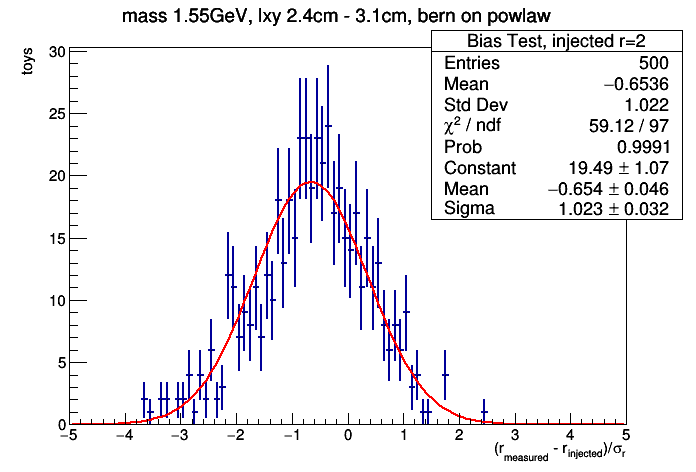 mass 1.55GeV, lxy 2.4cm - 3.1cm, bern on powlaw
Bias Test, injected r=2
Entries 500
Mean −0.6536
Std Dev 1.022
χ² / ndf 59.12 / 97
Prob 0.9991
Constant 19.49 ± 1.07
Mean −0.654 ± 0.046
Sigma 1.023 ± 0.032
toys
30
25
20
15
10
5
0
−5 −4 −3 −2 −1 0 1 2 3 4 5
(r_measured - r_injected)/σ_r